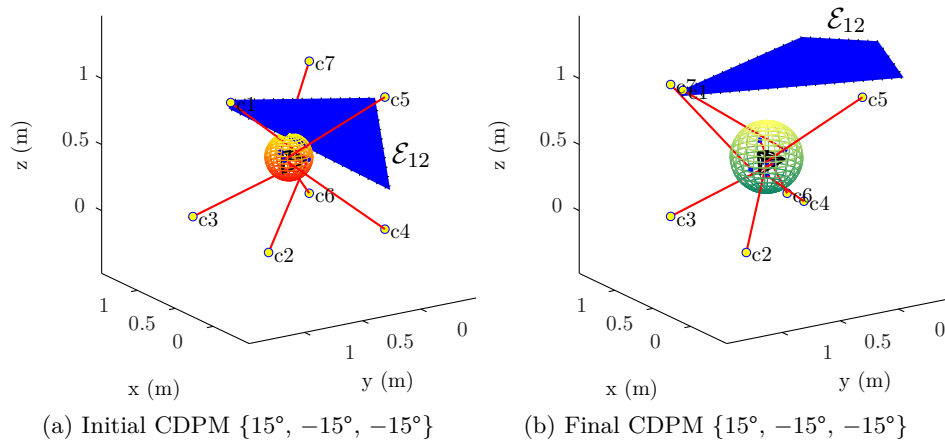 1
0.5
0
z (m)
c7
c1
c5
ℰ12
c6
c3
c4
c2
1
0.5
0
x (m)
1
0.5
0
y (m)
(a) Initial CDPM {15°, −15°, −15°}
1
0.5
0
z (m)
ℰ12
c7
c1
c5
c6
c4
c3
c2
1
0.5
0
x (m)
1
0.5
0
y (m)
(b) Final CDPM {15°, −15°, −15°}